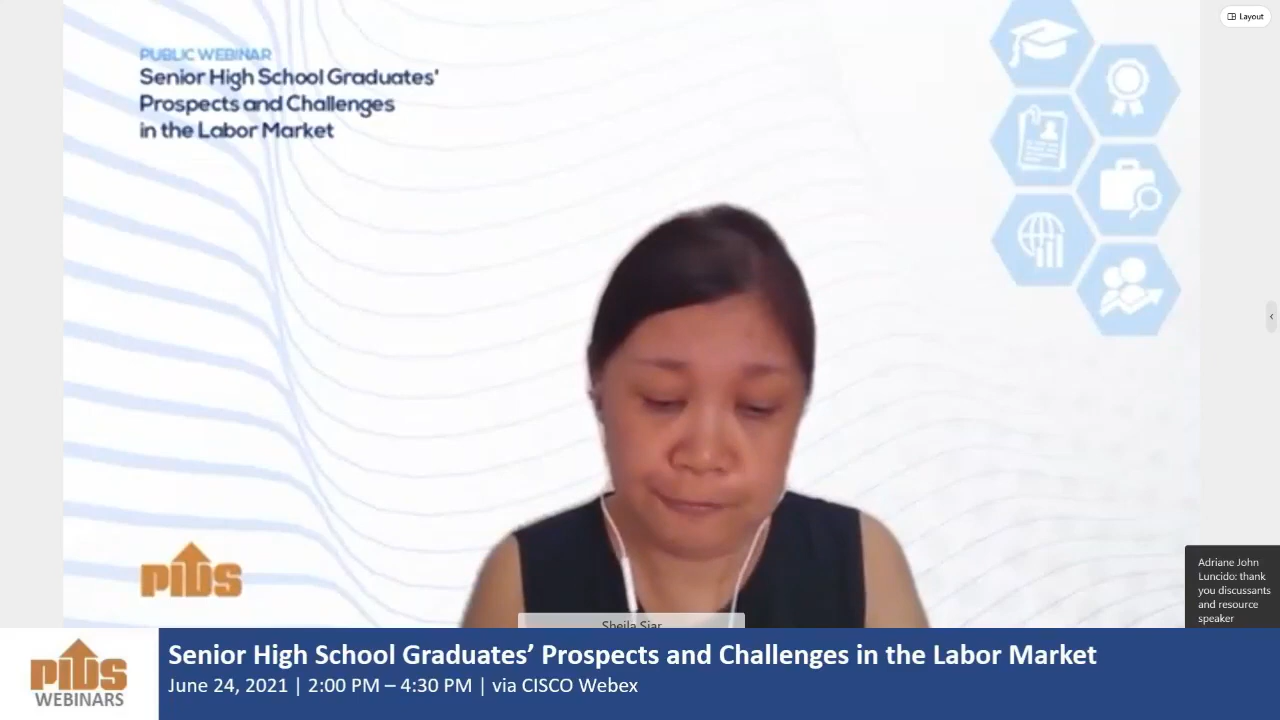 Layout
PUBLIC WEBINAR
Senior High School Graduates'
Prospects and Challenges
in the Labor Market
PIDS
Adriane John
Luncido: thank
you discussants
and resource
speaker
Sheila Siar
PIDS
WEBINARS
Senior High School Graduates’ Prospects and Challenges in the Labor Market
June 24, 2021 | 2:00 PM – 4:30 PM | via CISCO Webex